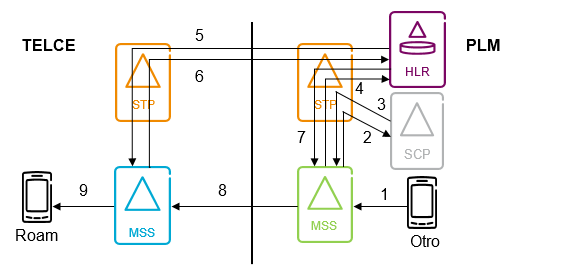 5
TELCE
PLM
6
HLR
STP
STP
4
3
7
2
SCP
9
8
1
MSS
MSS
Roam
Otro